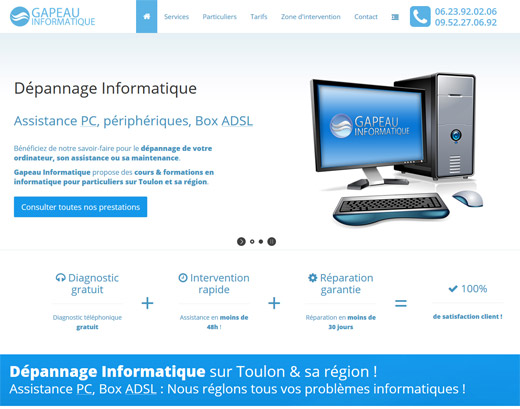 GAPEAU
INFORMATIQUE
Services Particuliers Tarifs Zone d'intervention Contact
06.23.92.02.06
09.52.27.06.92
Dépannage Informatique
Assistance PC, périphériques, Box ADSL
Bénéficiez de notre savoir-faire pour le dépannage de votre
ordinateur, son assistance ou sa maintenance.
Gapeau Informatique propose des cours & formations en
informatique pour particuliers sur Toulon et sa région.
Consulter toutes nos prestations
GAPEAU
INFORMATIQUE
Diagnostic
gratuit
Diagnostic téléphonique
gratuit
+
Intervention
rapide
Assistance en moins de
48h !
+
Réparation
garantie
Réparation en moins de
30 jours
=
100%
de satisfaction client !
Dépannage Informatique sur Toulon & sa région !
Assistance PC, Box ADSL : Nous réglons tous vos problèmes informatiques !